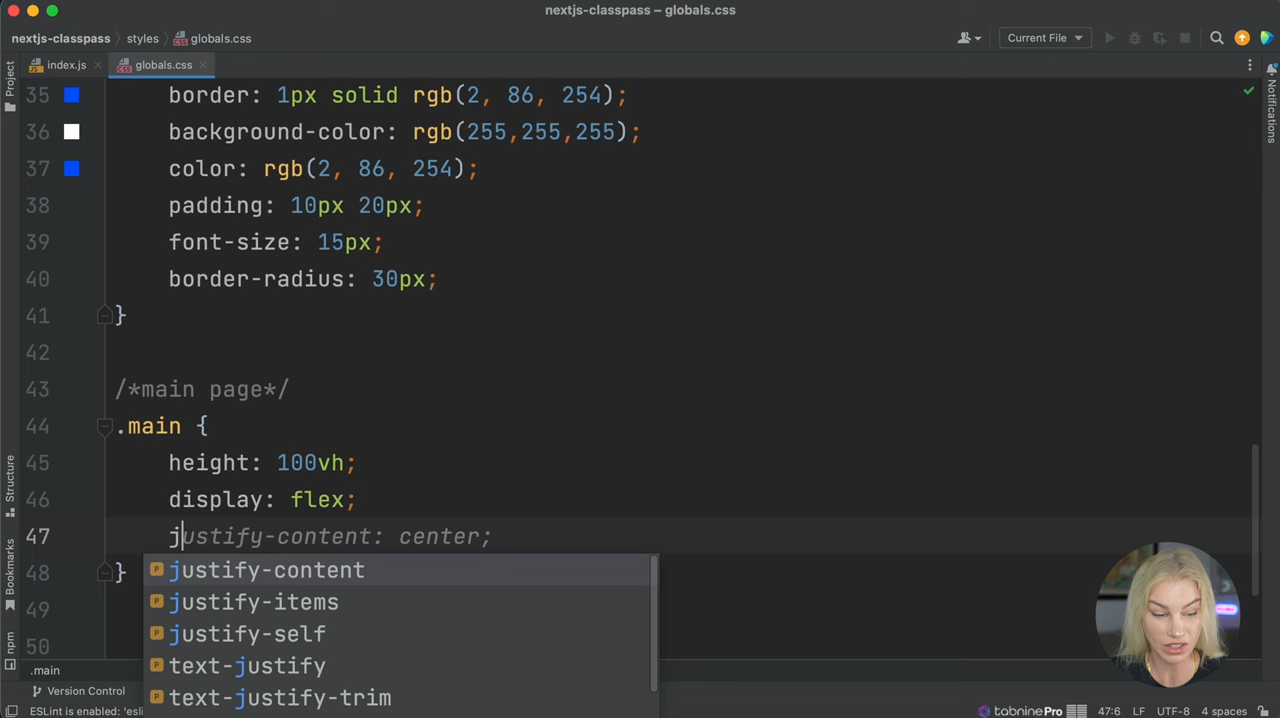 nextjs-classpass – globals.css
nextjs-classpass
styles
globals.css
Current File
Project
index.js
globals.css
Notifications
35 border: 1px solid rgb(2, 86, 254);
36 background-color: rgb(255,255,255);
37 color: rgb(2, 86, 254);
38 padding: 10px 20px;
39 font-size: 15px;
40 border-radius: 30px;
41 }
42
43 /*main page*/
44 .main {
45 height: 100vh;
46 display: flex;
47 justify-content: center;
48 }
49
50
justify-content
justify-items
justify-self
text-justify
text-justify-trim
Structure
Bookmarks
npm
.main
Version Control
ESLint is enabled: 'esli
tabninePro
47:6 LF UTF-8 4 spaces